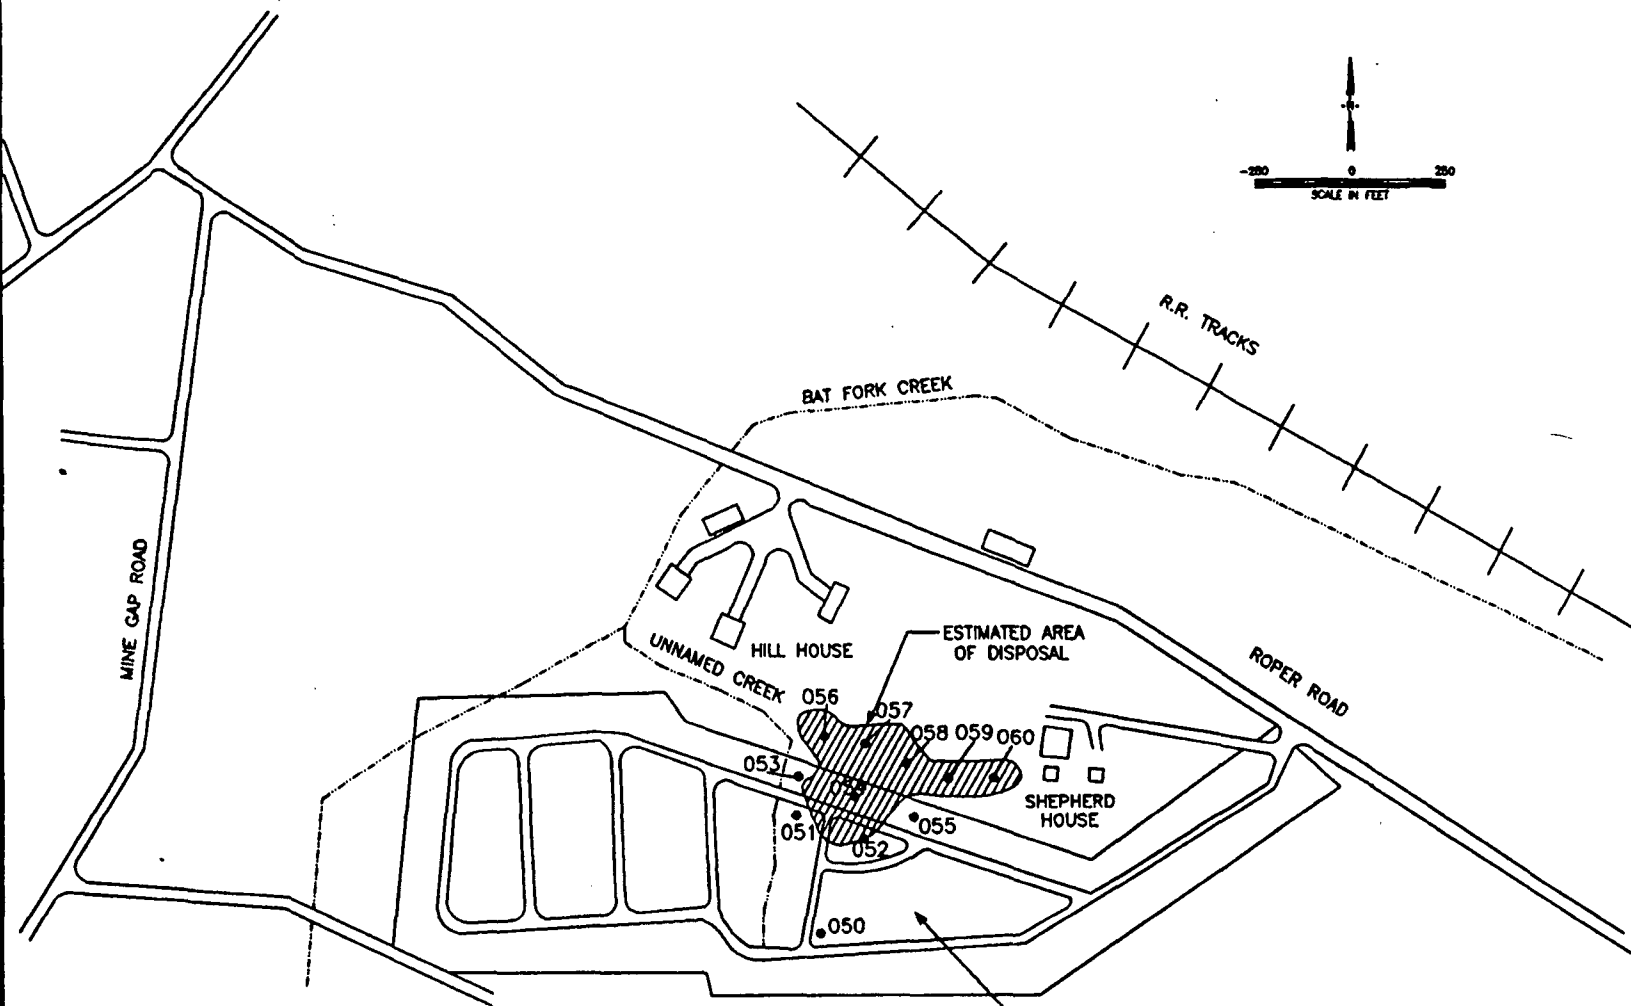 N
-250 0 250
SCALE IN FEET
R.R. TRACKS
BAT FORK CREEK
MINE GAP ROAD
HILL HOUSE
ESTIMATED AREA
OF DISPOSAL
UNNAMED CREEK
ROPER ROAD
056
057
058
059
060
053
SHEPHERD
HOUSE
051
055
052
050